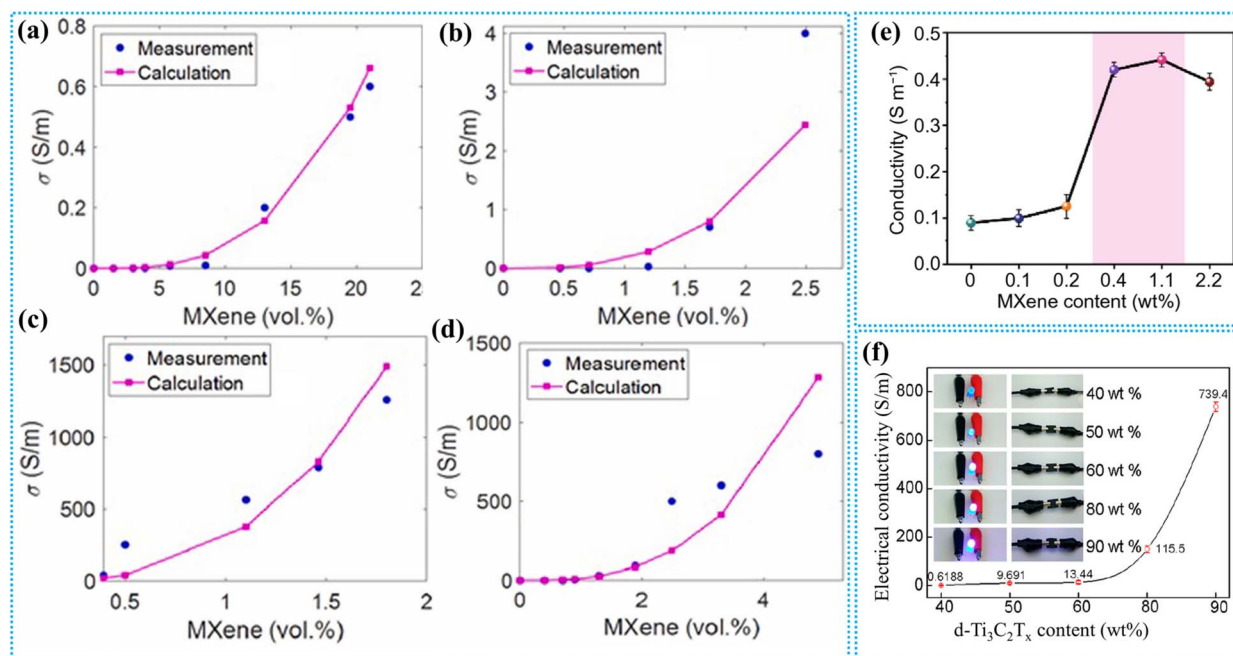 (a)
0.8
0.6
0.4
0.2
0
Measurement
Calculation
σ (S/m)
0 5 10 15 20 2
MXene (vol.%)
(b)
4
3
2
1
0
Measurement
Calculation
σ (S/m)
0 0.5 1.0 1.5 2.0 2.5
MXene (vol.%)
(c)
1500
1000
500
0
Measurement
Calculation
σ (S/m)
0.5 1 1.5 2
MXene (vol.%)
(d)
1500
1000
500
0
Measurement
Calculation
σ (S/m)
0 2 4
MXene (vol.%)
(e)
0.5
0.4
0.3
0.2
0.1
0.0
Conductivity (S m⁻¹)
0 0.1 0.2 0.4 1.1 2.2
MXene content (wt%)
(f)
800
600
400
200
0
Electrical conductivity (S/m)
40 wt %
50 wt %
60 wt %
80 wt %
90 wt %
739.4
115.5
0.6188 9.691 13.44
40 50 60 80 90
d-Ti₃C₂Tₓ content (wt%)